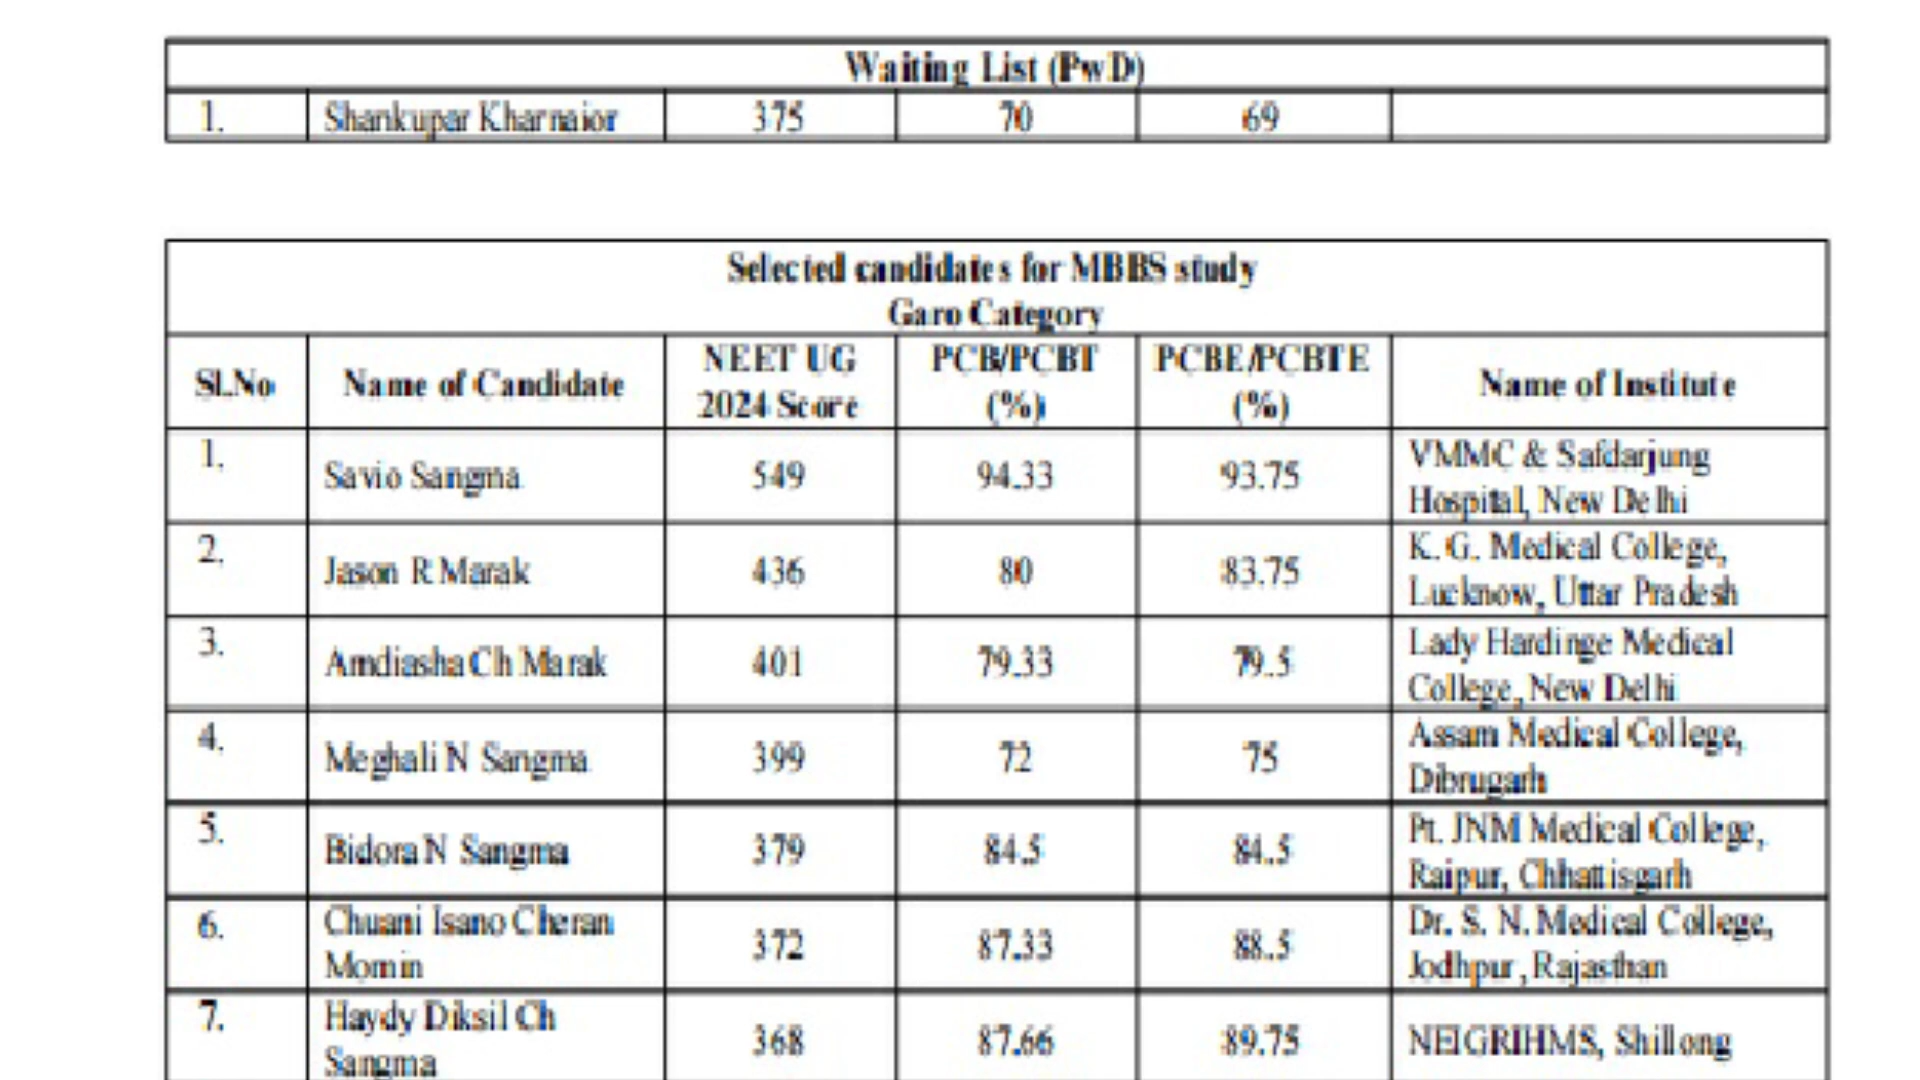 Waiting List (PwD)
1. Shankupar Kharnaior 375 70 69
Selected candidates for MBBS study
Garo Category
Sl.No Name of Candidate NEET UG 2024 Score PCB/PCBT (%) PCBE/PCBTE (%) Name of Institute
1. Savio Sangma 549 94.33 93.75 VMMC & Safdarjung Hospital, New Delhi
2. Jason R Marak 436 80 83.75 K. G. Medical College, Lucknow, Uttar Pradesh
3. Amdiasha Ch Marak 401 79.33 79.5 Lady Hardinge Medical College, New Delhi
4. Meghali N Sangma 399 72 75 Assam Medical College, Dibrugarh
5. Bidora N Sangma 379 84.5 84.5 Pt. JNM Medical College, Raipur, Chhattisgarh
6. Chuani Isano Cheran Momin 372 87.33 88.5 Dr. S. N. Medical College, Jodhpur, Rajasthan
7. Haydy Diksil Ch Sangma 368 87.66 89.75 NEIGRIHMS, Shillong